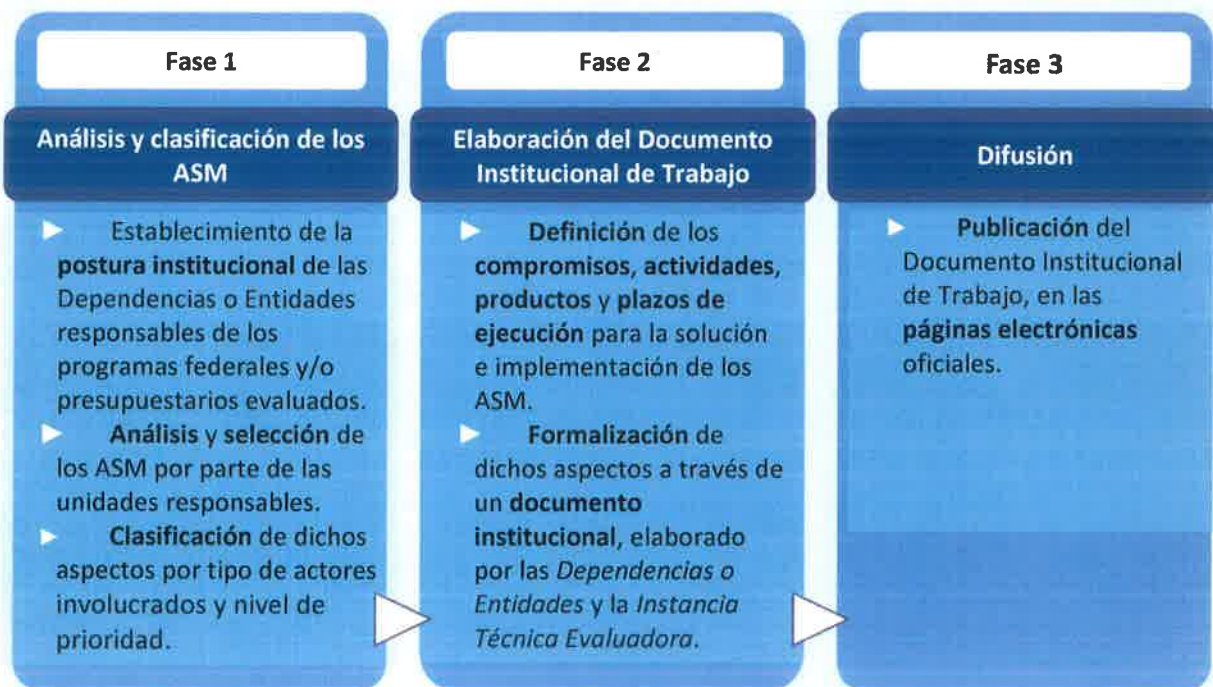 Fase 1
Análisis y clasificación de los
ASM
Establecimiento de la
postura institucional de las
Dependencias o Entidades
responsables de los
programas federales y/o
presupuestarios evaluados.
Análisis y selección de
los ASM por parte de las
unidades responsables.
Clasificación de dichos
aspectos por tipo de actores
involucrados y nivel de
prioridad.
Fase 2
Elaboración del Documento
Institucional de Trabajo
Definición de los
compromisos, actividades,
productos y plazos de
ejecución para la solución
e implementación de los
ASM.
Formalización de
dichos aspectos a través de
un documento
institucional, elaborado
por las Dependencias o
Entidades y la Instancia
Técnica Evaluadora.
Fase 3
Difusión
Publicación del
Documento Institucional
de Trabajo, en las
páginas electrónicas
oficiales.